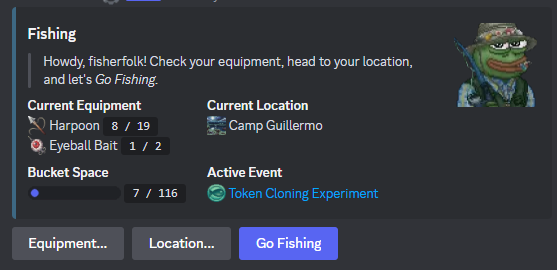 Fishing
Howdy, fisherfolk! Check your equipment, head to your location,
and let's Go Fishing.
Current Equipment
Harpoon 8 / 19
Eyeball Bait 1 / 2
Current Location
Camp Guillermo
Bucket Space
7 / 116
Active Event
Token Cloning Experiment
Equipment...
Location...
Go Fishing